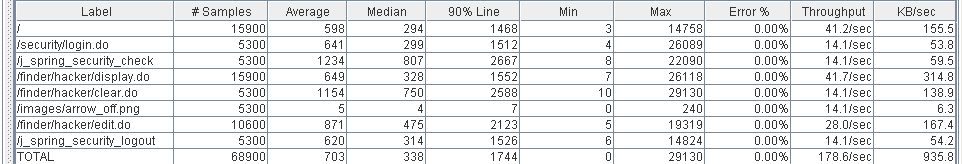 Label # Samples Average Median 90% Line Min Max Error % Throughput KB/sec
/ 15900 598 294 1468 3 14758 0.00% 41.2/sec 155.5
/security/login.do 5300 641 299 1512 4 26089 0.00% 14.1/sec 53.8
/j_spring_security_check 5300 1234 807 2667 8 22090 0.00% 14.1/sec 59.5
/finder/hacker/display.do 15900 649 328 1552 7 26118 0.00% 41.7/sec 314.8
/finder/hacker/clear.do 5300 1154 750 2588 10 29130 0.00% 14.1/sec 138.9
/images/arrow_off.png 5300 5 4 7 0 240 0.00% 14.1/sec 6.3
/finder/hacker/edit.do 10600 871 475 2123 5 19319 0.00% 28.0/sec 167.4
/j_spring_security_logout 5300 620 314 1526 6 14824 0.00% 14.1/sec 54.2
TOTAL 68900 703 338 1744 0 29130 0.00% 178.6/sec 935.8